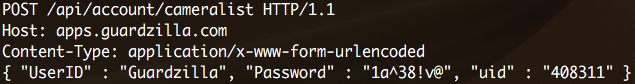 POST /api/account/cameralist HTTP/1.1
Host: apps.guardzilla.com
Content-Type: application/x-www-form-urlencoded
{ "UserID" : "Guardzilla", "Password" : "1a^38!v@", "uid" : "408311" }